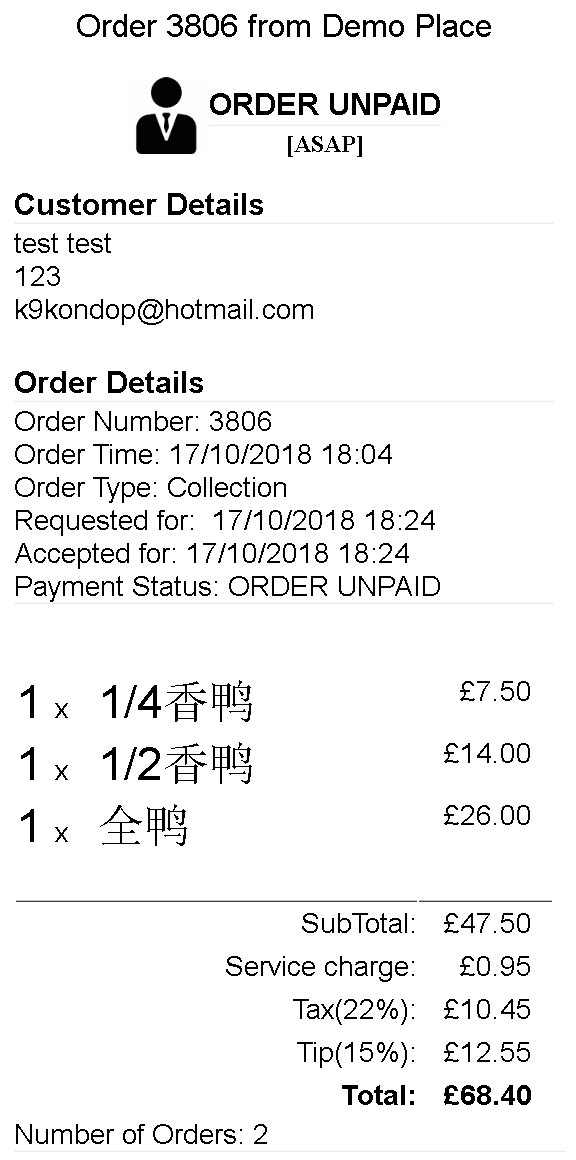 Order 3806 from Demo Place
ORDER UNPAID
[ASAP]
Customer Details
test test
123
k9kondop@hotmail.com
Order Details
Order Number: 3806
Order Time: 17/10/2018 18:04
Order Type: Collection
Requested for:  17/10/2018 18:24
Accepted for: 17/10/2018 18:24
Payment Status: ORDER UNPAID
1 x 1/4香鸭 £7.50
1 x 1/2香鸭 £14.00
1 x 全鸭 £26.00
SubTotal: £47.50
Service charge: £0.95
Tax(22%): £10.45
Tip(15%): £12.55
Total: £68.40
Number of Orders: 2